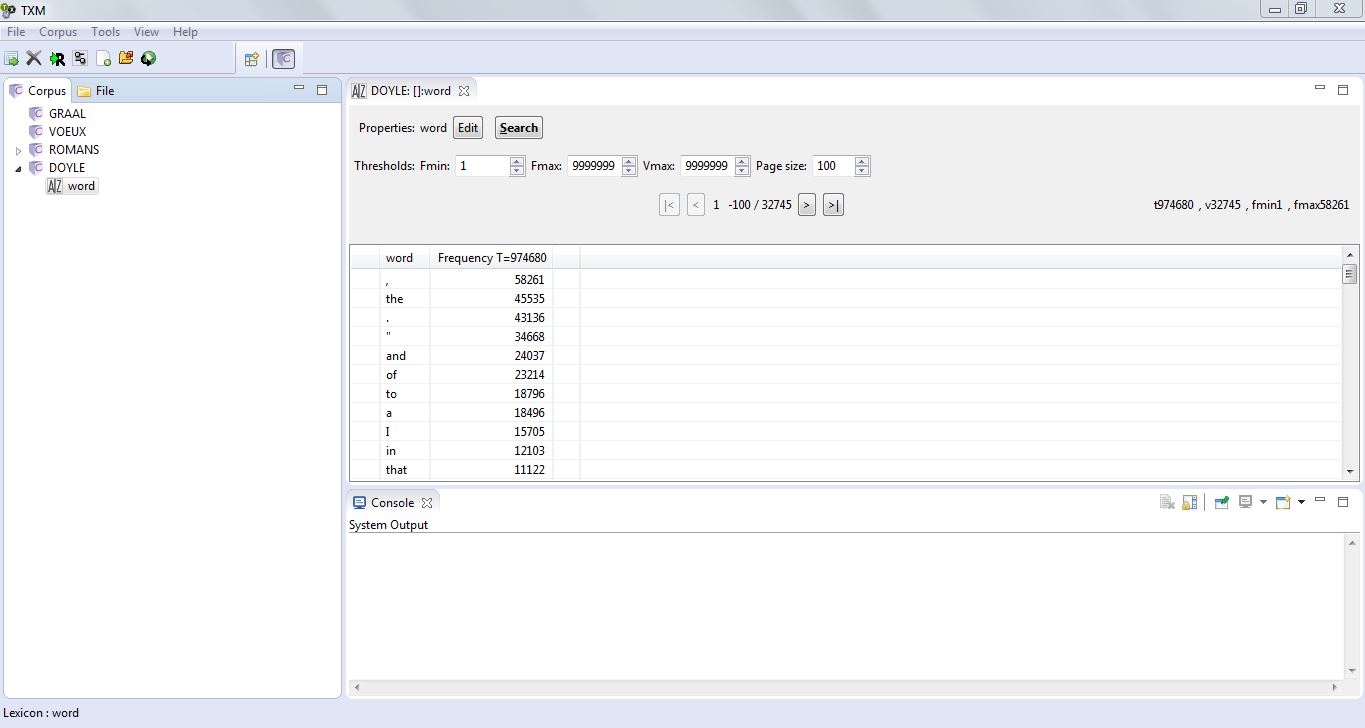 TXM
File Corpus Tools View Help
Corpus File
GRAAL
VOEUX
ROMANS
DOYLE
A|Z word
A|Z DOYLE: []:word
Properties: word Edit Search
Thresholds: Fmin: 1 Fmax: 9999999 Vmax: 9999999 Page size: 100
|< < 1 -100 / 32745 > >|
t974680 , v32745 , fmin1 , fmax58261
word Frequency T=974680
, 58261
the 45535
. 43136
" 34668
and 24037
of 23214
to 18796
a 18496
I 15705
in 12103
that 11122
Console
System Output
Lexicon : word